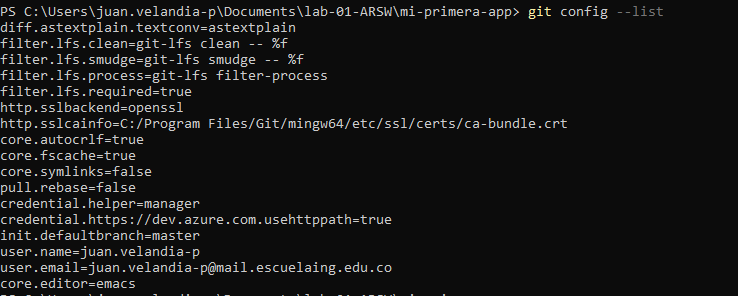 PS C:\Users\juan.velandia-p\Documents\lab-01-ARSW\mi-primera-app> git config --list
diff.astextplain.textconv=astextplain
filter.lfs.clean=git-lfs clean -- %f
filter.lfs.smudge=git-lfs smudge -- %f
filter.lfs.process=git-lfs filter-process
filter.lfs.required=true
http.sslbackend=openssl
http.sslcainfo=C:/Program Files/Git/mingw64/etc/ssl/certs/ca-bundle.crt
core.autocrlf=true
core.fscache=true
core.symlinks=false
pull.rebase=false
credential.helper=manager
credential.https://dev.azure.com.usehttppath=true
init.defaultbranch=master
user.name=juan.velandia-p
user.email=juan.velandia-p@mail.escuelaing.edu.co
core.editor=emacs